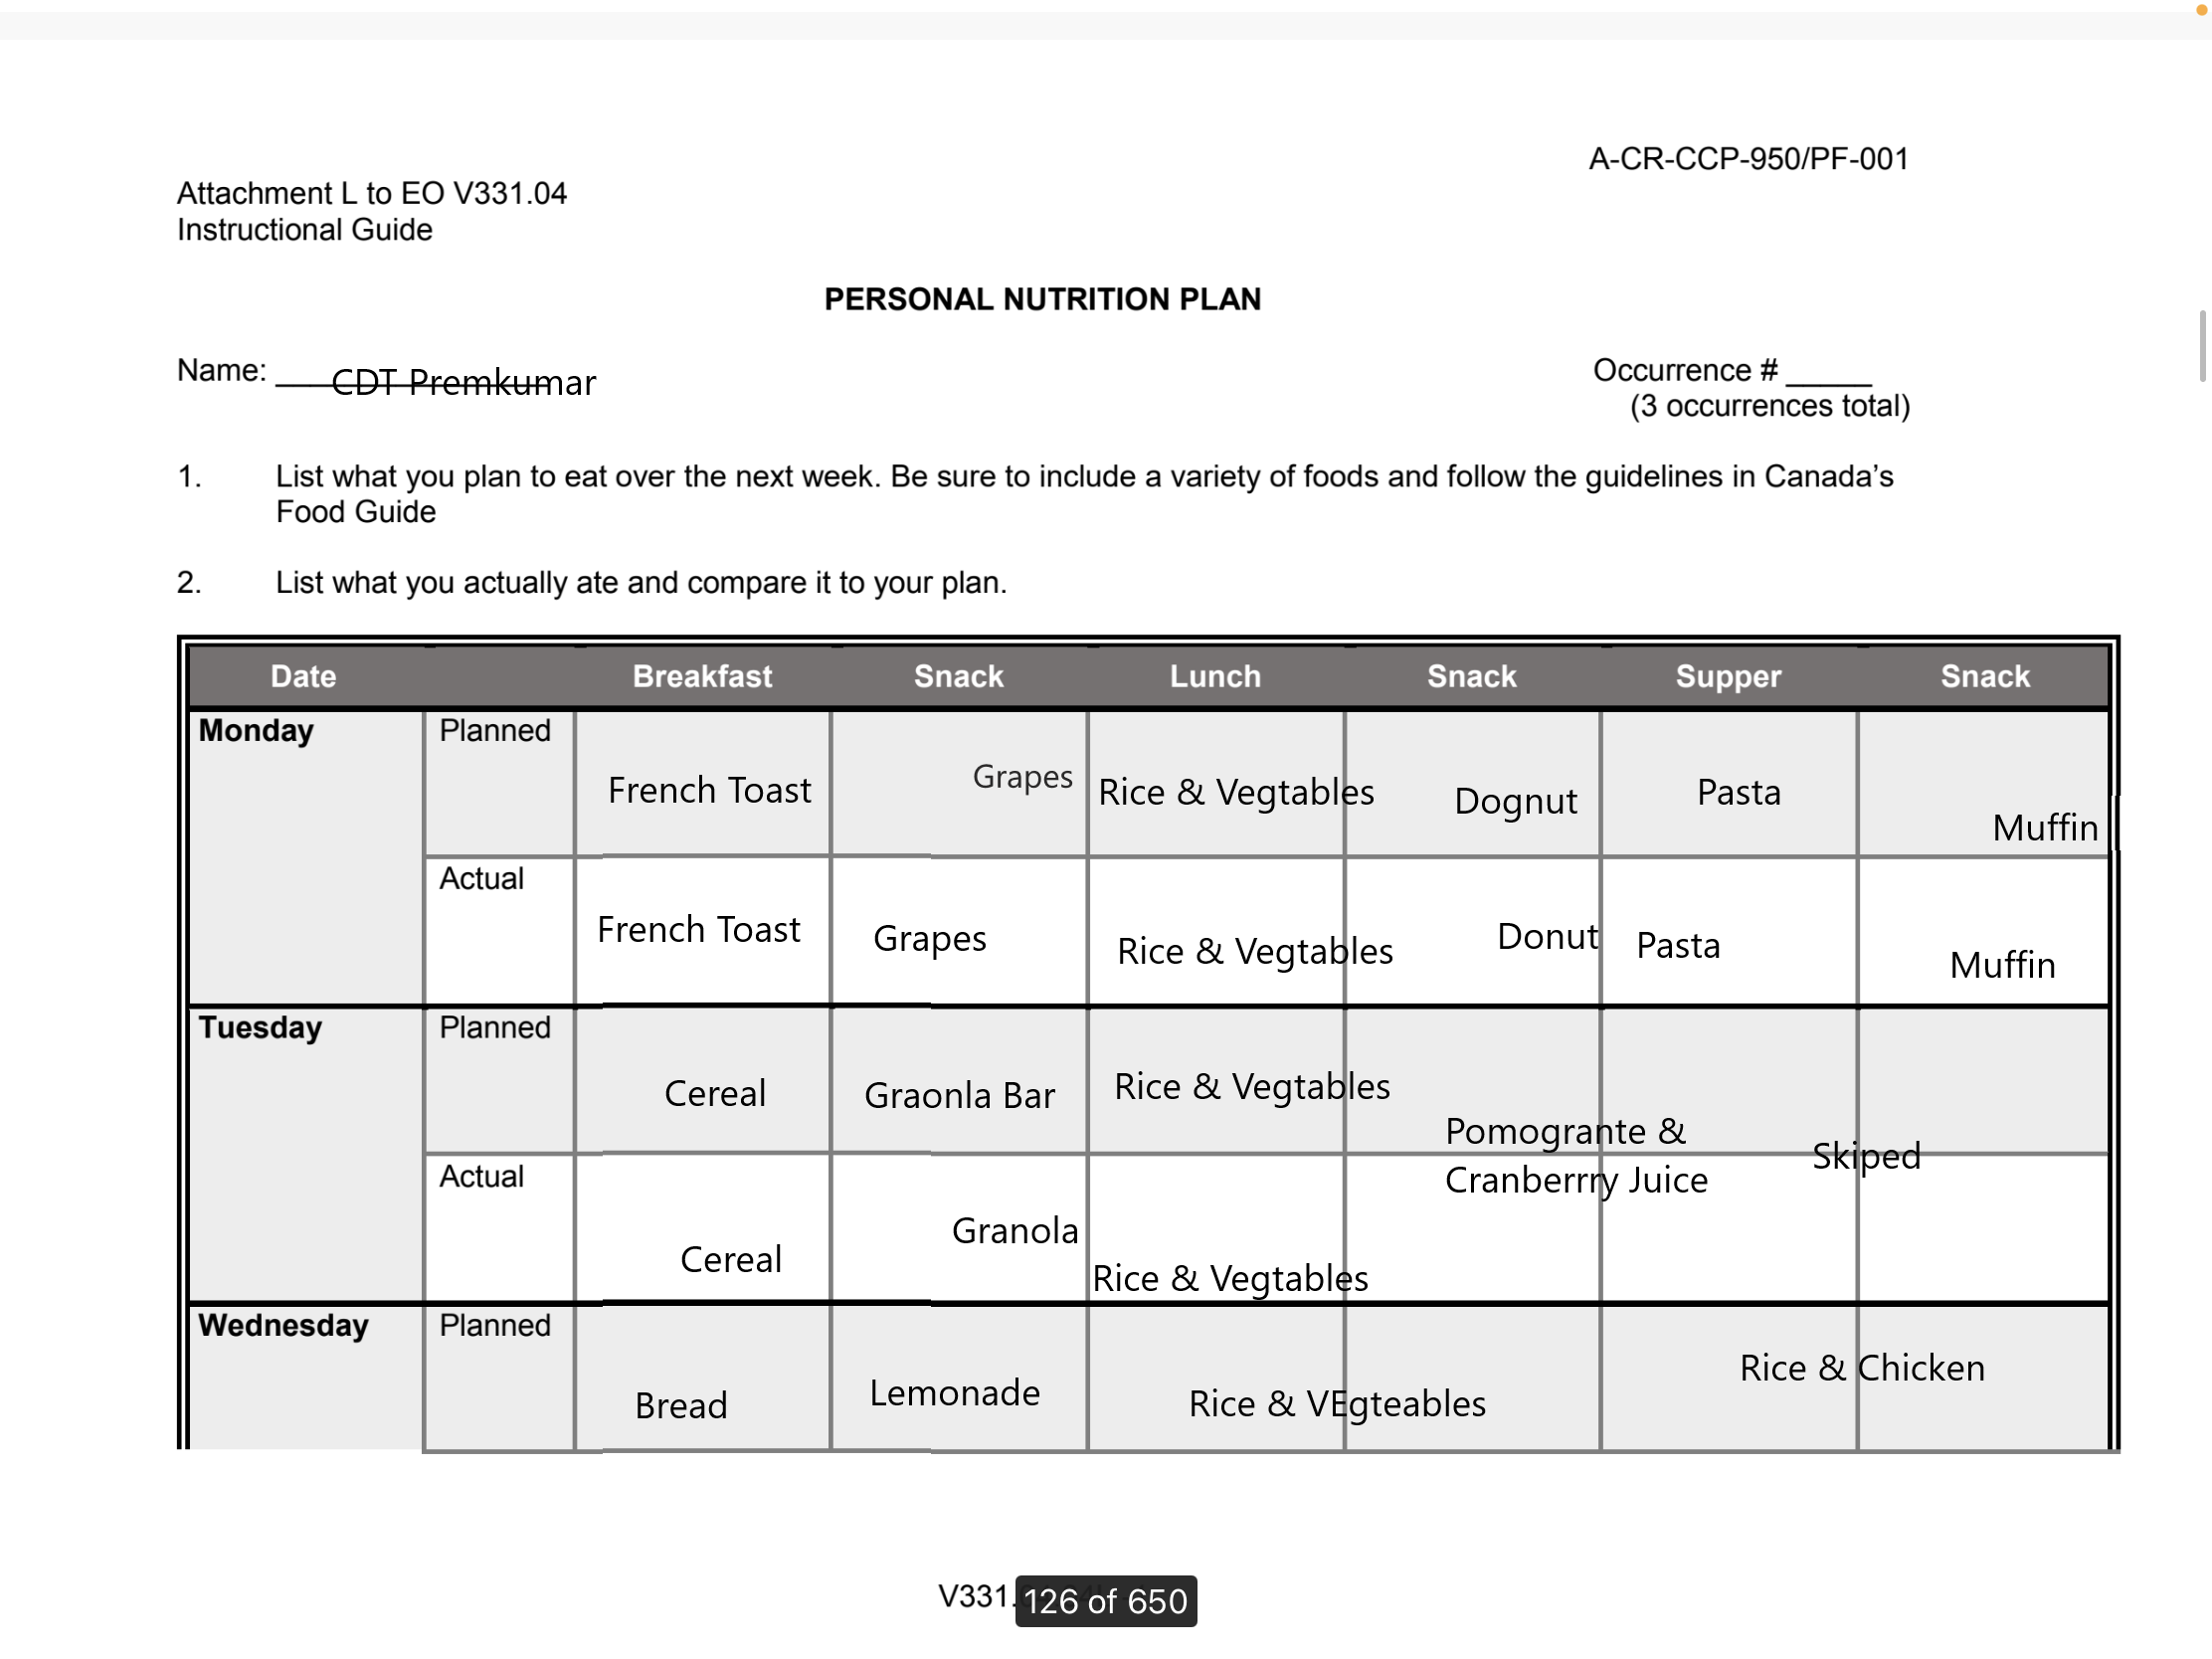 A-CR-CCP-950/PF-001
Attachment L to EO V331.04
Instructional Guide
PERSONAL NUTRITION PLAN
Name: CDT Premkumar
Occurrence # _____
(3 occurrences total)
1. List what you plan to eat over the next week. Be sure to include a variety of foods and follow the guidelines in Canada’s
Food Guide
2. List what you actually ate and compare it to your plan.
Date Breakfast Snack Lunch Snack Supper Snack
Monday Planned
French Toast Grapes Rice & Vegtables Dognut Pasta Muffin
Actual
French Toast Grapes Rice & Vegtables Donut Pasta Muffin
Tuesday Planned
Cereal Graonla Bar Rice & Vegtables
Pomogrante &
Cranberrry Juice
Skiped
Actual
Cereal Granola Rice & Vegtables
Wednesday Planned
Bread Lemonade Rice & VEgteables Rice & Chicken
V331.
126 of 650